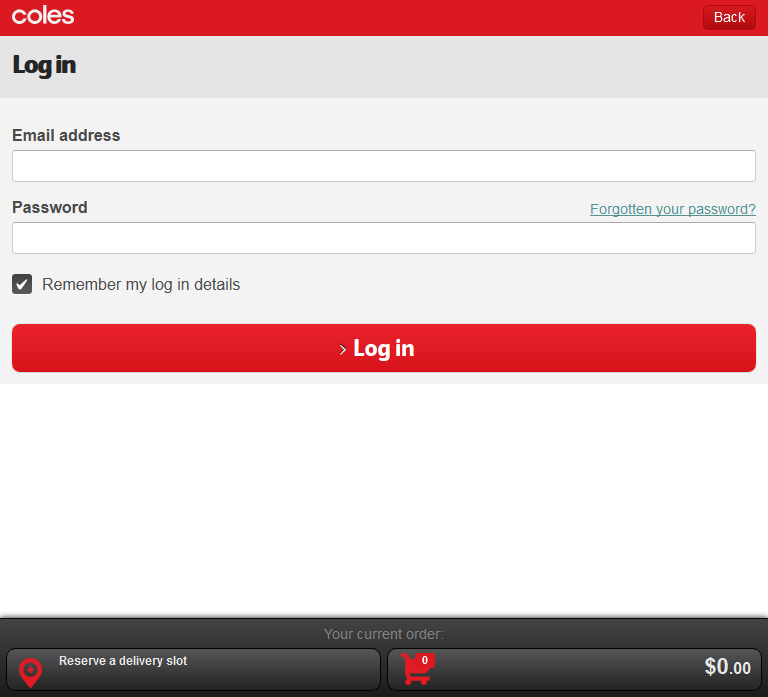 coles
Back
Log in
Email address
Password
Forgotten your password?
Remember my log in details
› Log in
Your current order:
Reserve a delivery slot
0
$0.00